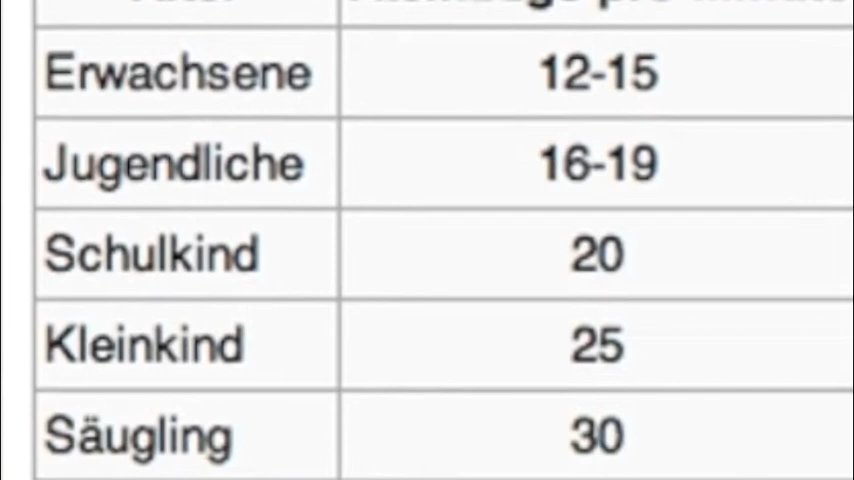 Erwachsene 12-15
Jugendliche 16-19
Schulkind 20
Kleinkind 25
Säugling 30